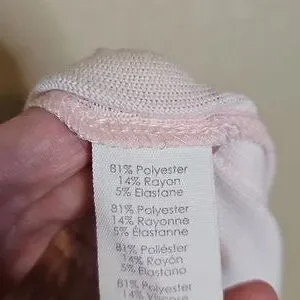 81% Polyester
14% Rayon
5% Elastane
81% Polyester
14% Rayonne
5% Élasthanne
81% Poliéster
14% Rayón
5% Elastano
81% Polyester
14%